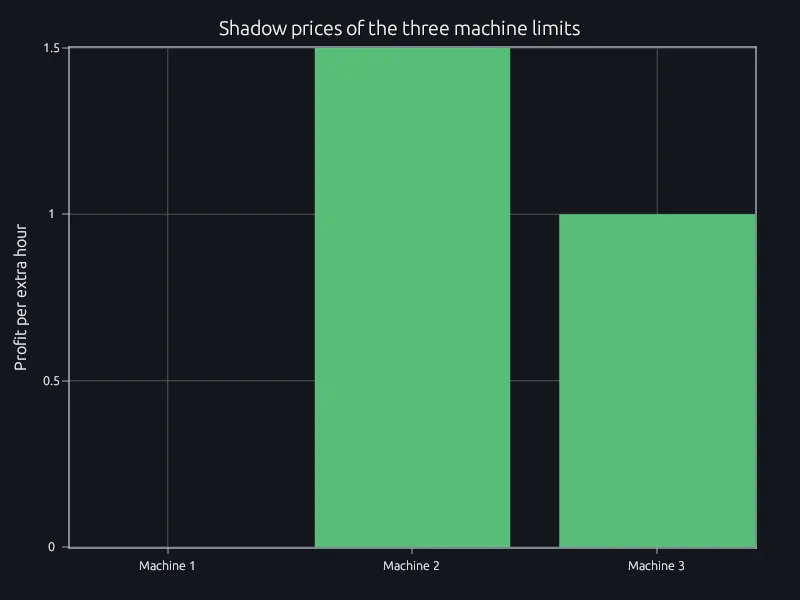 Shadow prices of the three machine limits
Profit per extra hour
1.5
1
0.5
0
Machine 1
Machine 2
Machine 3